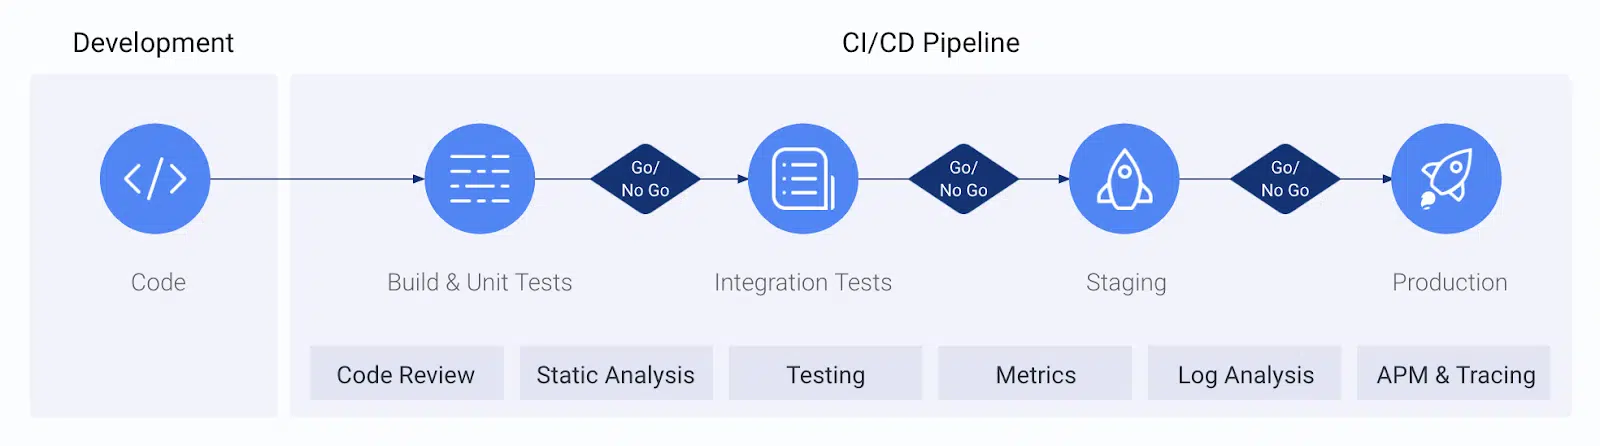 Development
CI/CD Pipeline
Go/
No Go
Go/
No Go
Go/
No Go
Code
Build & Unit Tests
Integration Tests
Staging
Production
Code Review
Static Analysis
Testing
Metrics
Log Analysis
APM & Tracing